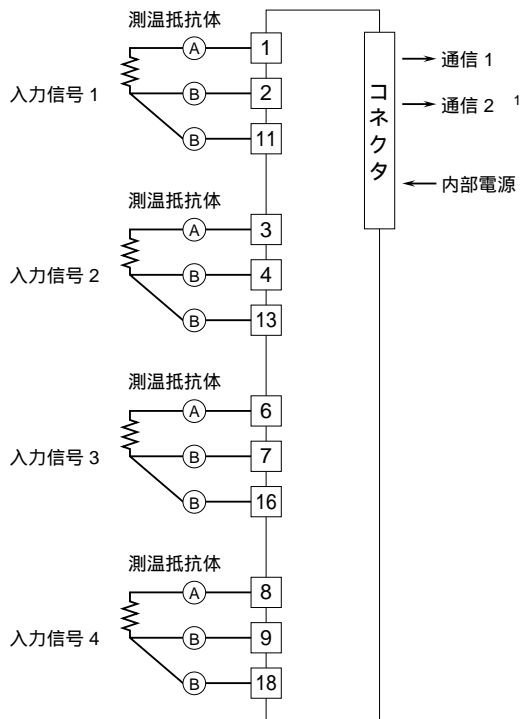 測温抵抗体
入力信号 1
A 1
B 2
B 11
測温抵抗体
入力信号 2
A 3
B 4
B 13
測温抵抗体
入力信号 3
A 6
B 7
B 16
測温抵抗体
入力信号 4
A 8
B 9
B 18
コネクタ
通信 1
通信 2 1
内部電源